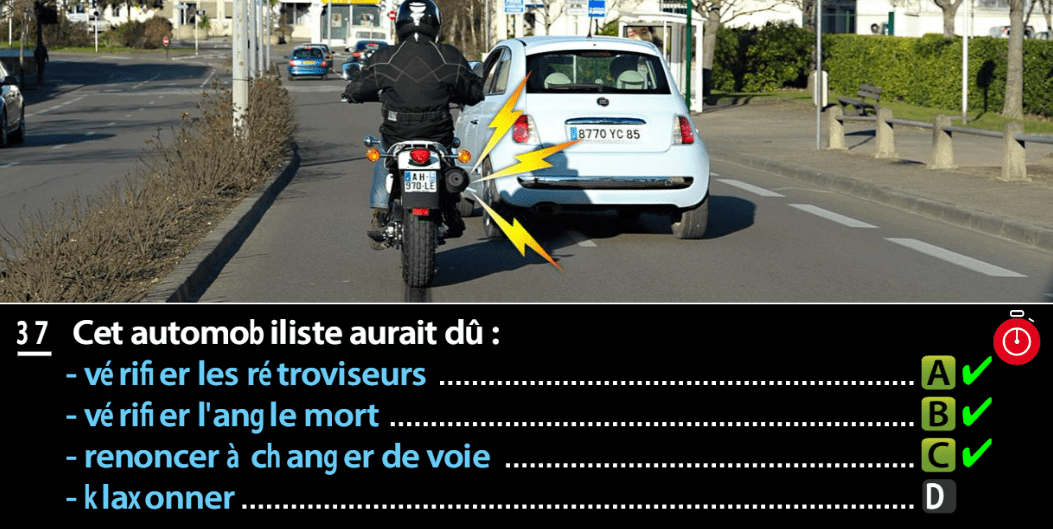 8770 YC 85
AH
970-LE
37 Cet automobiliste aurait dû :
- vérifier les rétroviseurs ........ A ✔
- vérifier l'angle mort ........ B ✔
- renoncer à changer de voie ........ C ✔
- klaxonner ........ D